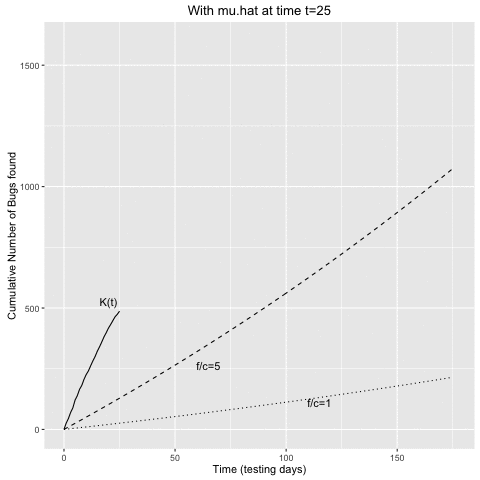 With mu.hat at time t=25
1500
1000
500
0
Cumulative Number of Bugs found
K(t)
f/c=5
f/c=1
0
50
100
150
Time (testing days)